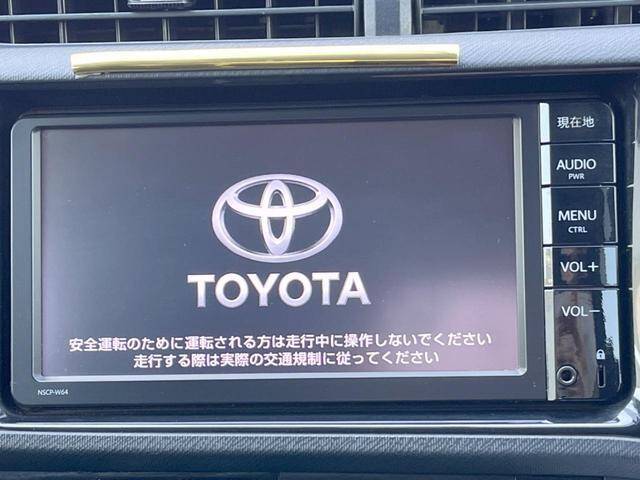 現在地
AUDIO
PWR
MENU
CTRL
VOL+
VOL−
TOYOTA
安全運転のために運転される方は走行中に操作しないでください
走行する際は実際の交通規制に従ってください
NSCP-W64